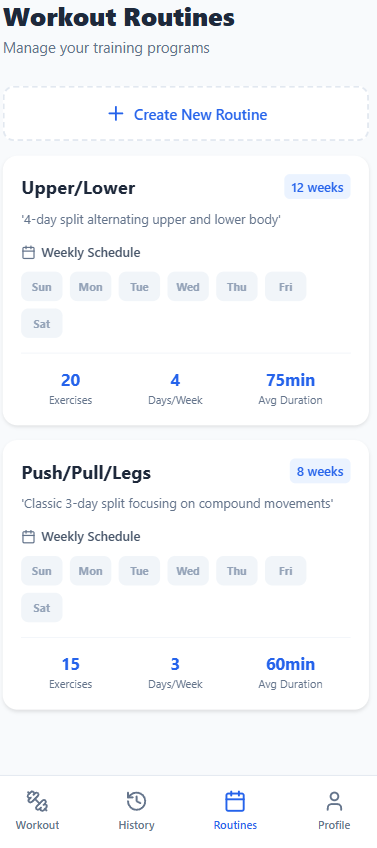 Workout Routines
Manage your training programs
Create New Routine
Upper/Lower
12 weeks
'4-day split alternating upper and lower body'
Weekly Schedule
Sun Mon Tue Wed Thu Fri
Sat
20 4 75min
Exercises Days/Week Avg Duration
Push/Pull/Legs
8 weeks
'Classic 3-day split focusing on compound movements'
Weekly Schedule
Sun Mon Tue Wed Thu Fri
Sat
15 3 60min
Exercises Days/Week Avg Duration
Workout History Routines Profile